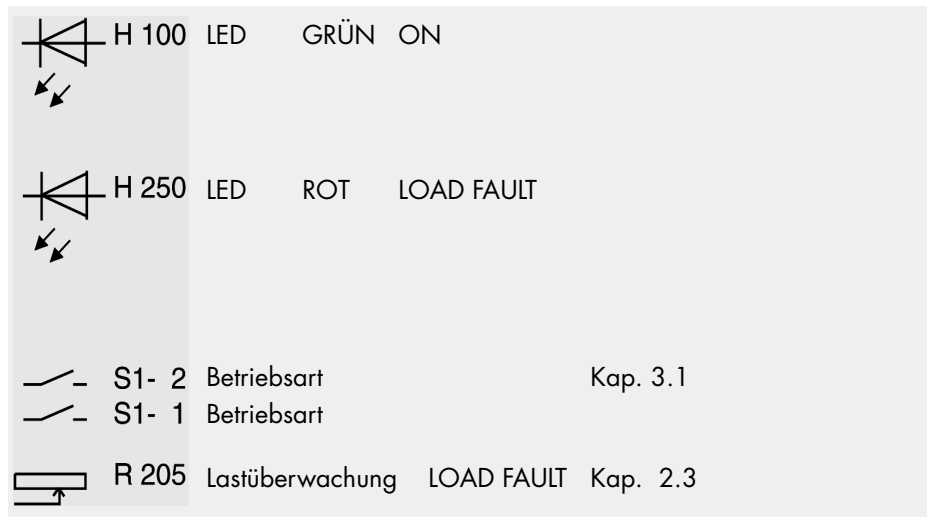 H 100 LED GRÜN ON
H 250 LED ROT LOAD FAULT
S1- 2 Betriebsart Kap. 3.1
S1- 1 Betriebsart
R 205 Lastüberwachung LOAD FAULT Kap. 2.3